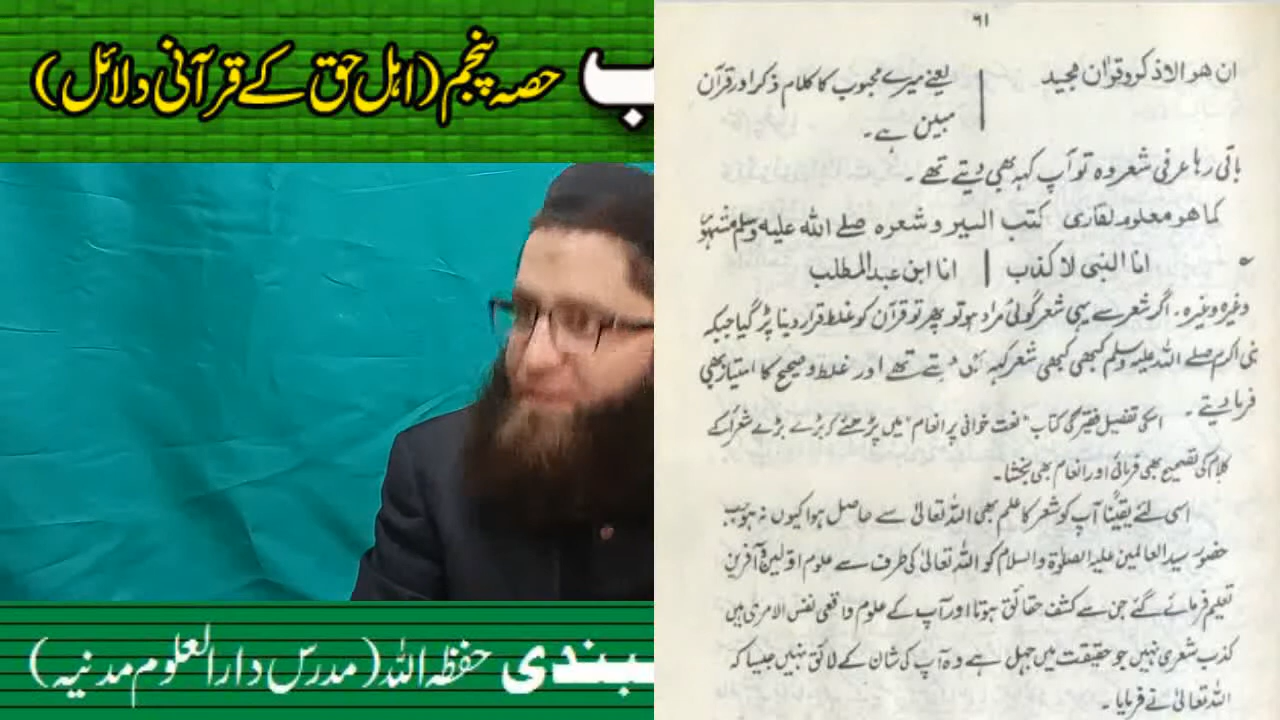 حصہ پنجم (اھل حق کے قرآنی دلائل)
بندی حفظہ اللہ (مدرس دارالعلوم مدنیہ)
۶۱
ان ھو الا ذکر وقران مجید | یعنے میرے محبوب کا کلام ذکر اور قرآن
مبین ہے۔
باقی رہا عرفی شعر وہ تو آپ کہہ بھی دیتے تھے۔
کما ھو معلوم لقاری کتب السیر وشعرہ صلے اللہ علیہ وسلم مشہور
انا النبی لا کذب | انا ابن عبدالمطلب
وغیرہ وغیرہ۔ اگر شعر سے یہی شعر گوئی مراد ہو تو پھر تو قرآن کو غلط قرار دینا پڑ گیا جبکہ
نبی اکرم صلے اللہ علیہ وسلم کبھی کبھی شعر کہہ بھی دیتے تھے اور غلط و صحیح کا امتیاز بھی
فرما دیتے۔
اسکی تفصیل فقیر کی کتاب "نعت خوانی پر انعام" میں پڑھئے کہ بڑے بڑے شعراء کے
کلام کی تصحیح بھی فرمائی اور انعام بھی بخشا۔
اسی لئے یقیناً آپ کو شعر کا علم بھی اللہ تعالیٰ سے حاصل ہوا کیوں نہ ہو جب
حضور سید العالمین علیہ الصلوٰۃ والسلام کو اللہ تعالیٰ کی طرف سے علوم اولین و آخرین
تعلیم فرمائے گئے جن سے کشف حقائق ہوتا اور آپ کے علوم واقعی نفس الامری ہیں
کذب شعری نہیں جو حقیقت میں جہل ہے وہ آپ کی شان کے لائق نہیں جیسا کہ
اللہ تعالیٰ نے فرمایا۔